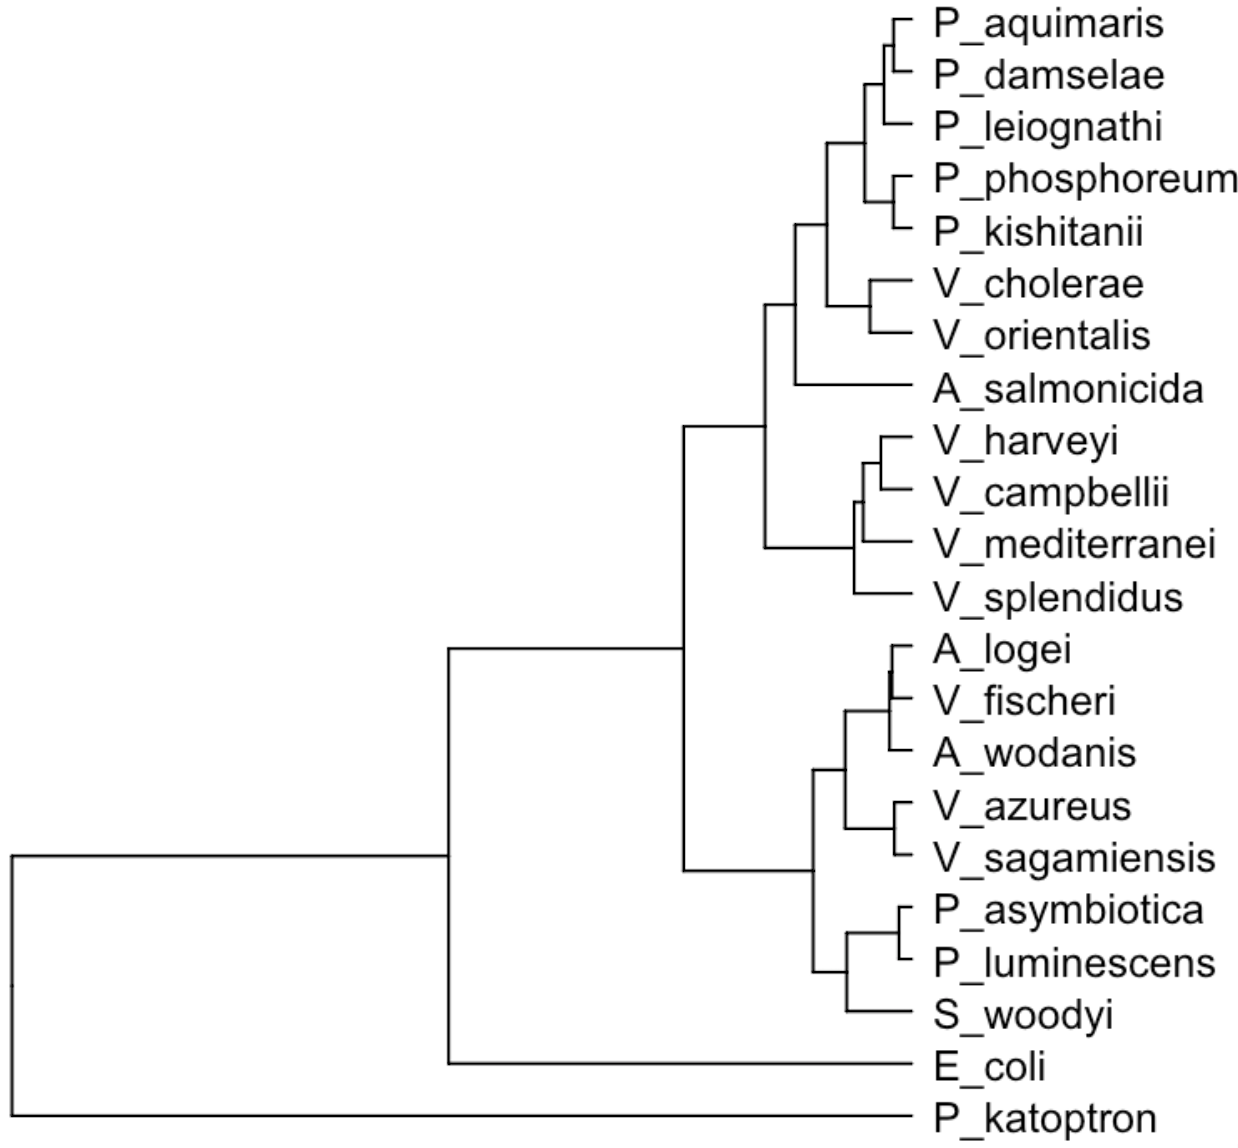 P_aquimaris
P_damselae
P_leiognathi
P_phosphoreum
P_kishitanii
V_cholerae
V_orientalis
A_salmonicida
V_harveyi
V_campbellii
V_mediterranei
V_splendidus
A_logei
V_fischeri
A_wodanis
V_azureus
V_sagamiensis
P_asymbiotica
P_luminescens
S_woodyi
E_coli
P_katoptron